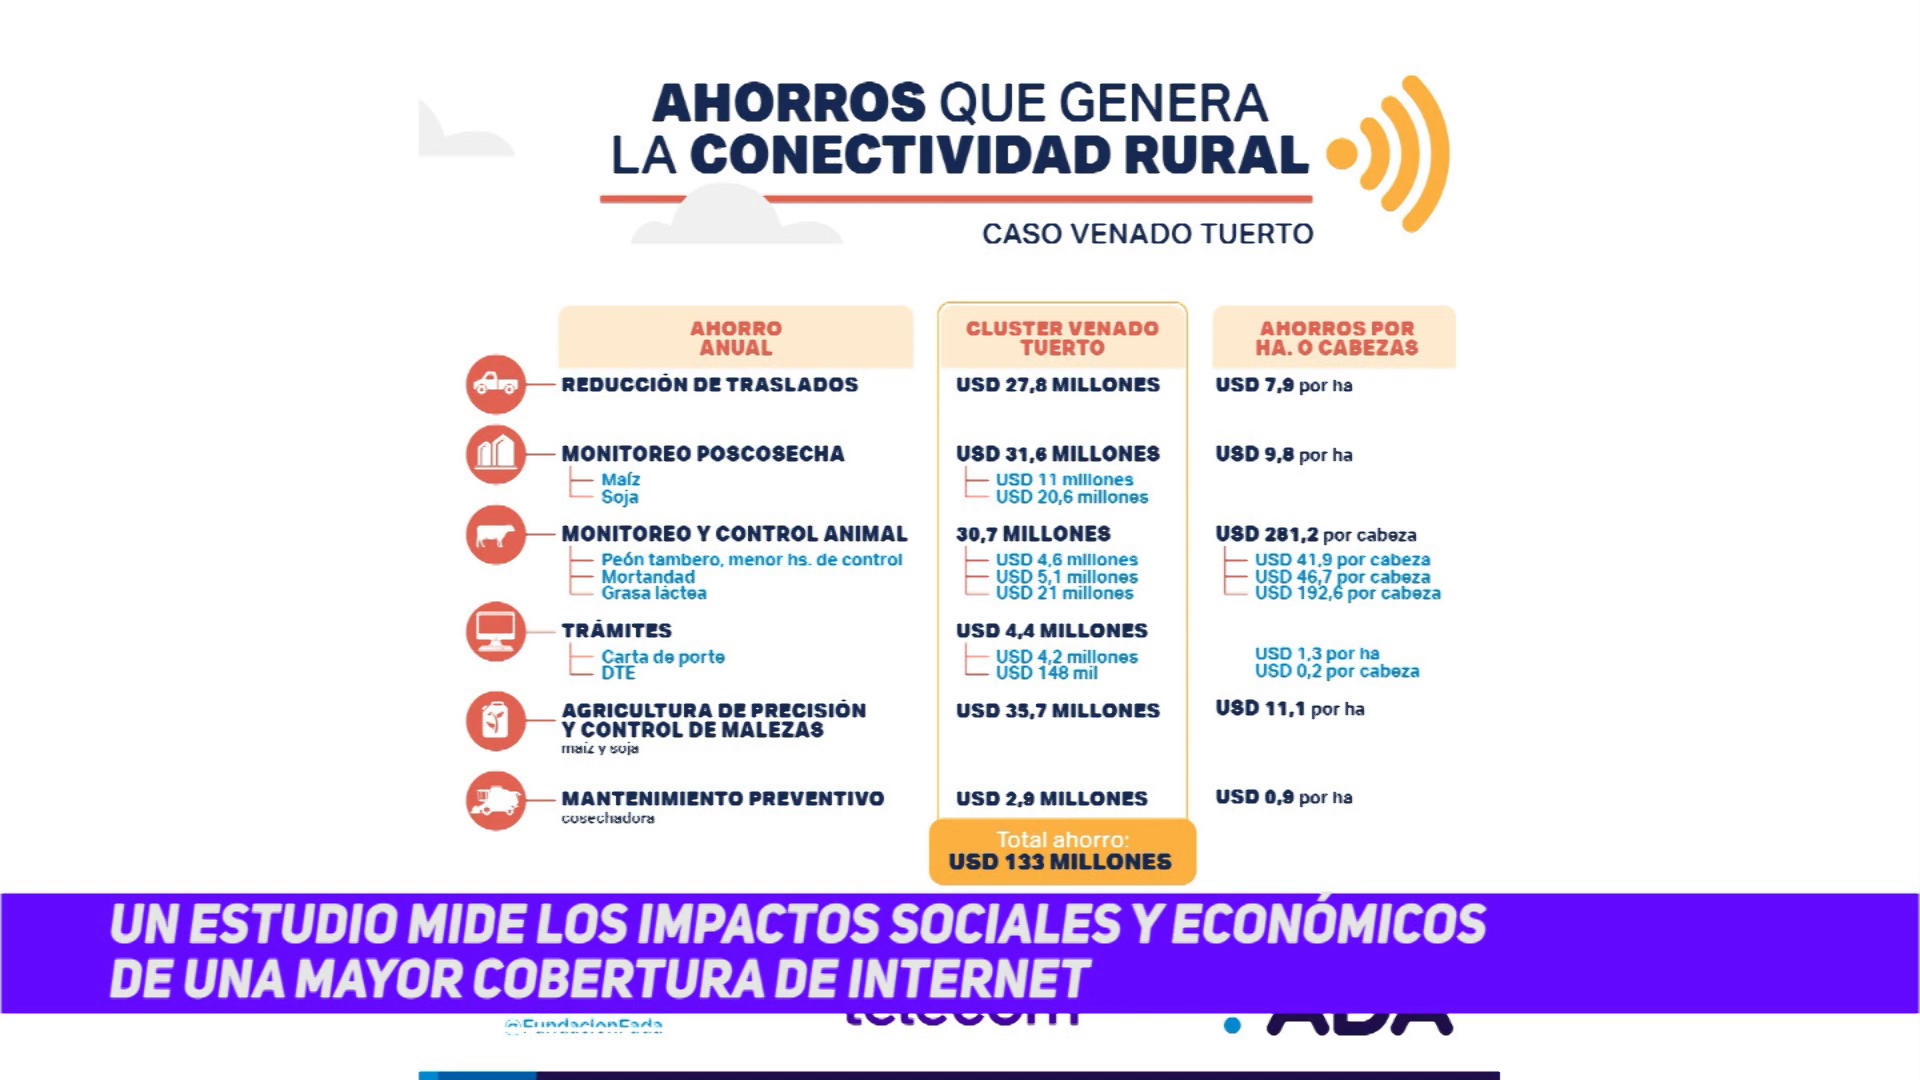 AHORROS QUE GENERA
LA CONECTIVIDAD RURAL
CASO VENADO TUERTO
AHORRO
ANUAL
CLUSTER VENADO
TUERTO
AHORROS POR
HA. O CABEZAS
REDUCCIÓN DE TRASLADOS
USD 27,8 MILLONES
USD 7,9 por ha
MONITOREO POSCOSECHA
USD 31,6 MILLONES
USD 9,8 por ha
Maíz
USD 11 millones
Soja
USD 20,6 millones
MONITOREO Y CONTROL ANIMAL
30,7 MILLONES
USD 281,2 por cabeza
Peón tambero, menor hs. de control
USD 4,6 millones
USD 41,9 por cabeza
Mortandad
USD 5,1 millones
USD 46,7 por cabeza
Grasa láctea
USD 21 millones
USD 192,6 por cabeza
TRÁMITES
USD 4,4 MILLONES
Carta de porte
USD 4,2 millones
USD 1,3 por ha
DTE
USD 148 mil
USD 0,2 por cabeza
AGRICULTURA DE PRECISIÓN
Y CONTROL DE MALEZAS
maíz y soja
USD 35,7 MILLONES
USD 11,1 por ha
MANTENIMIENTO PREVENTIVO
cosechadora
USD 2,9 MILLONES
USD 0,9 por ha
Total ahorro:
USD 133 MILLONES
UN ESTUDIO MIDE LOS IMPACTOS SOCIALES Y ECONÓMICOS
DE UNA MAYOR COBERTURA DE INTERNET
@FundacionFada
telecom